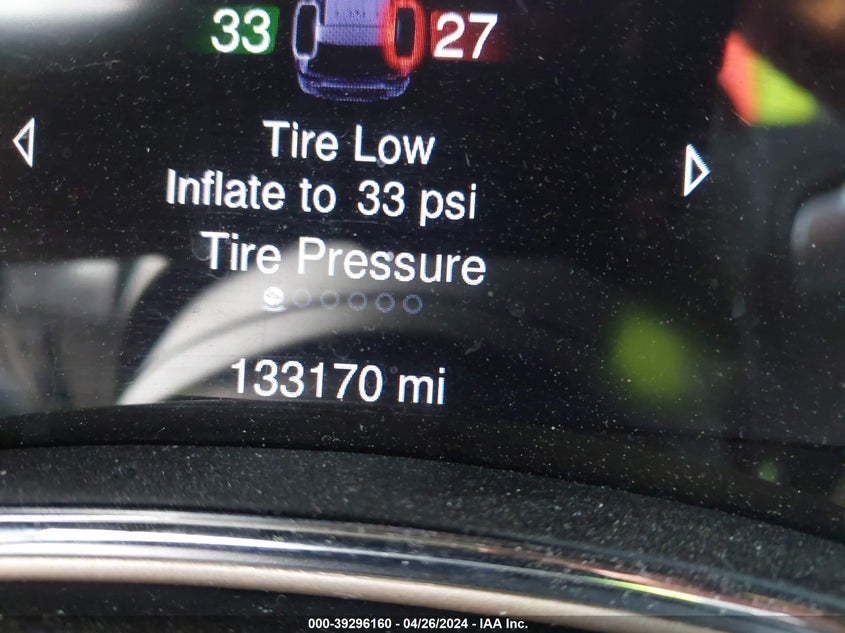 33 27
Tire Low
Inflate to 33 psi
Tire Pressure
133170 mi
000-39296160 - 04/26/2024 - IAA Inc.